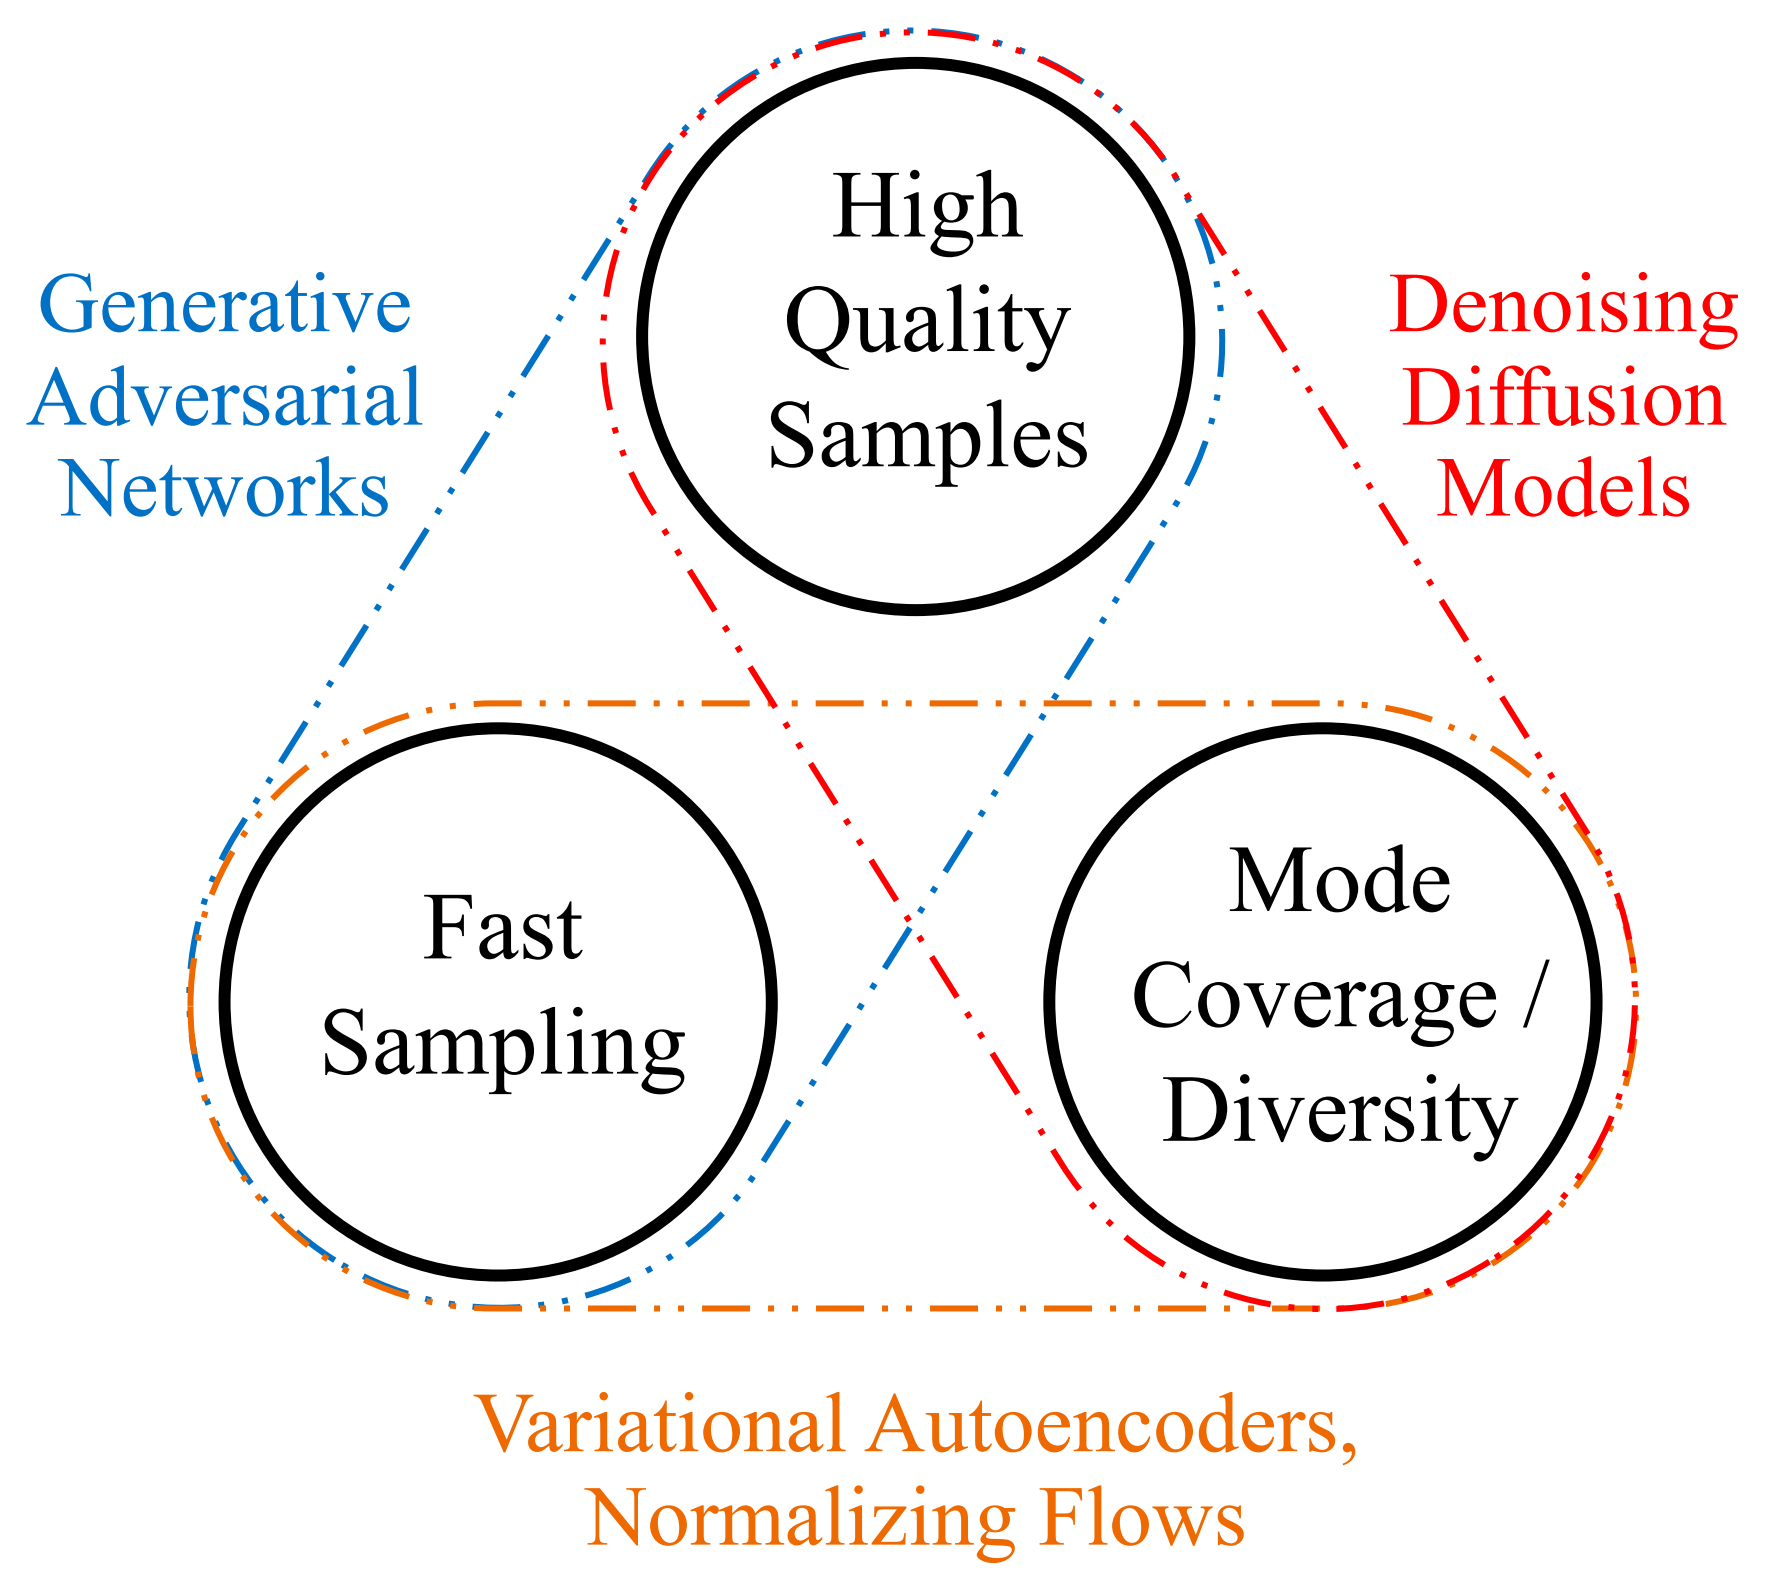 High
Quality
Samples
Generative
Adversarial
Networks
Denoising
Diffusion
Models
Fast
Sampling
Mode
Coverage /
Diversity
Variational Autoencoders,
Normalizing Flows